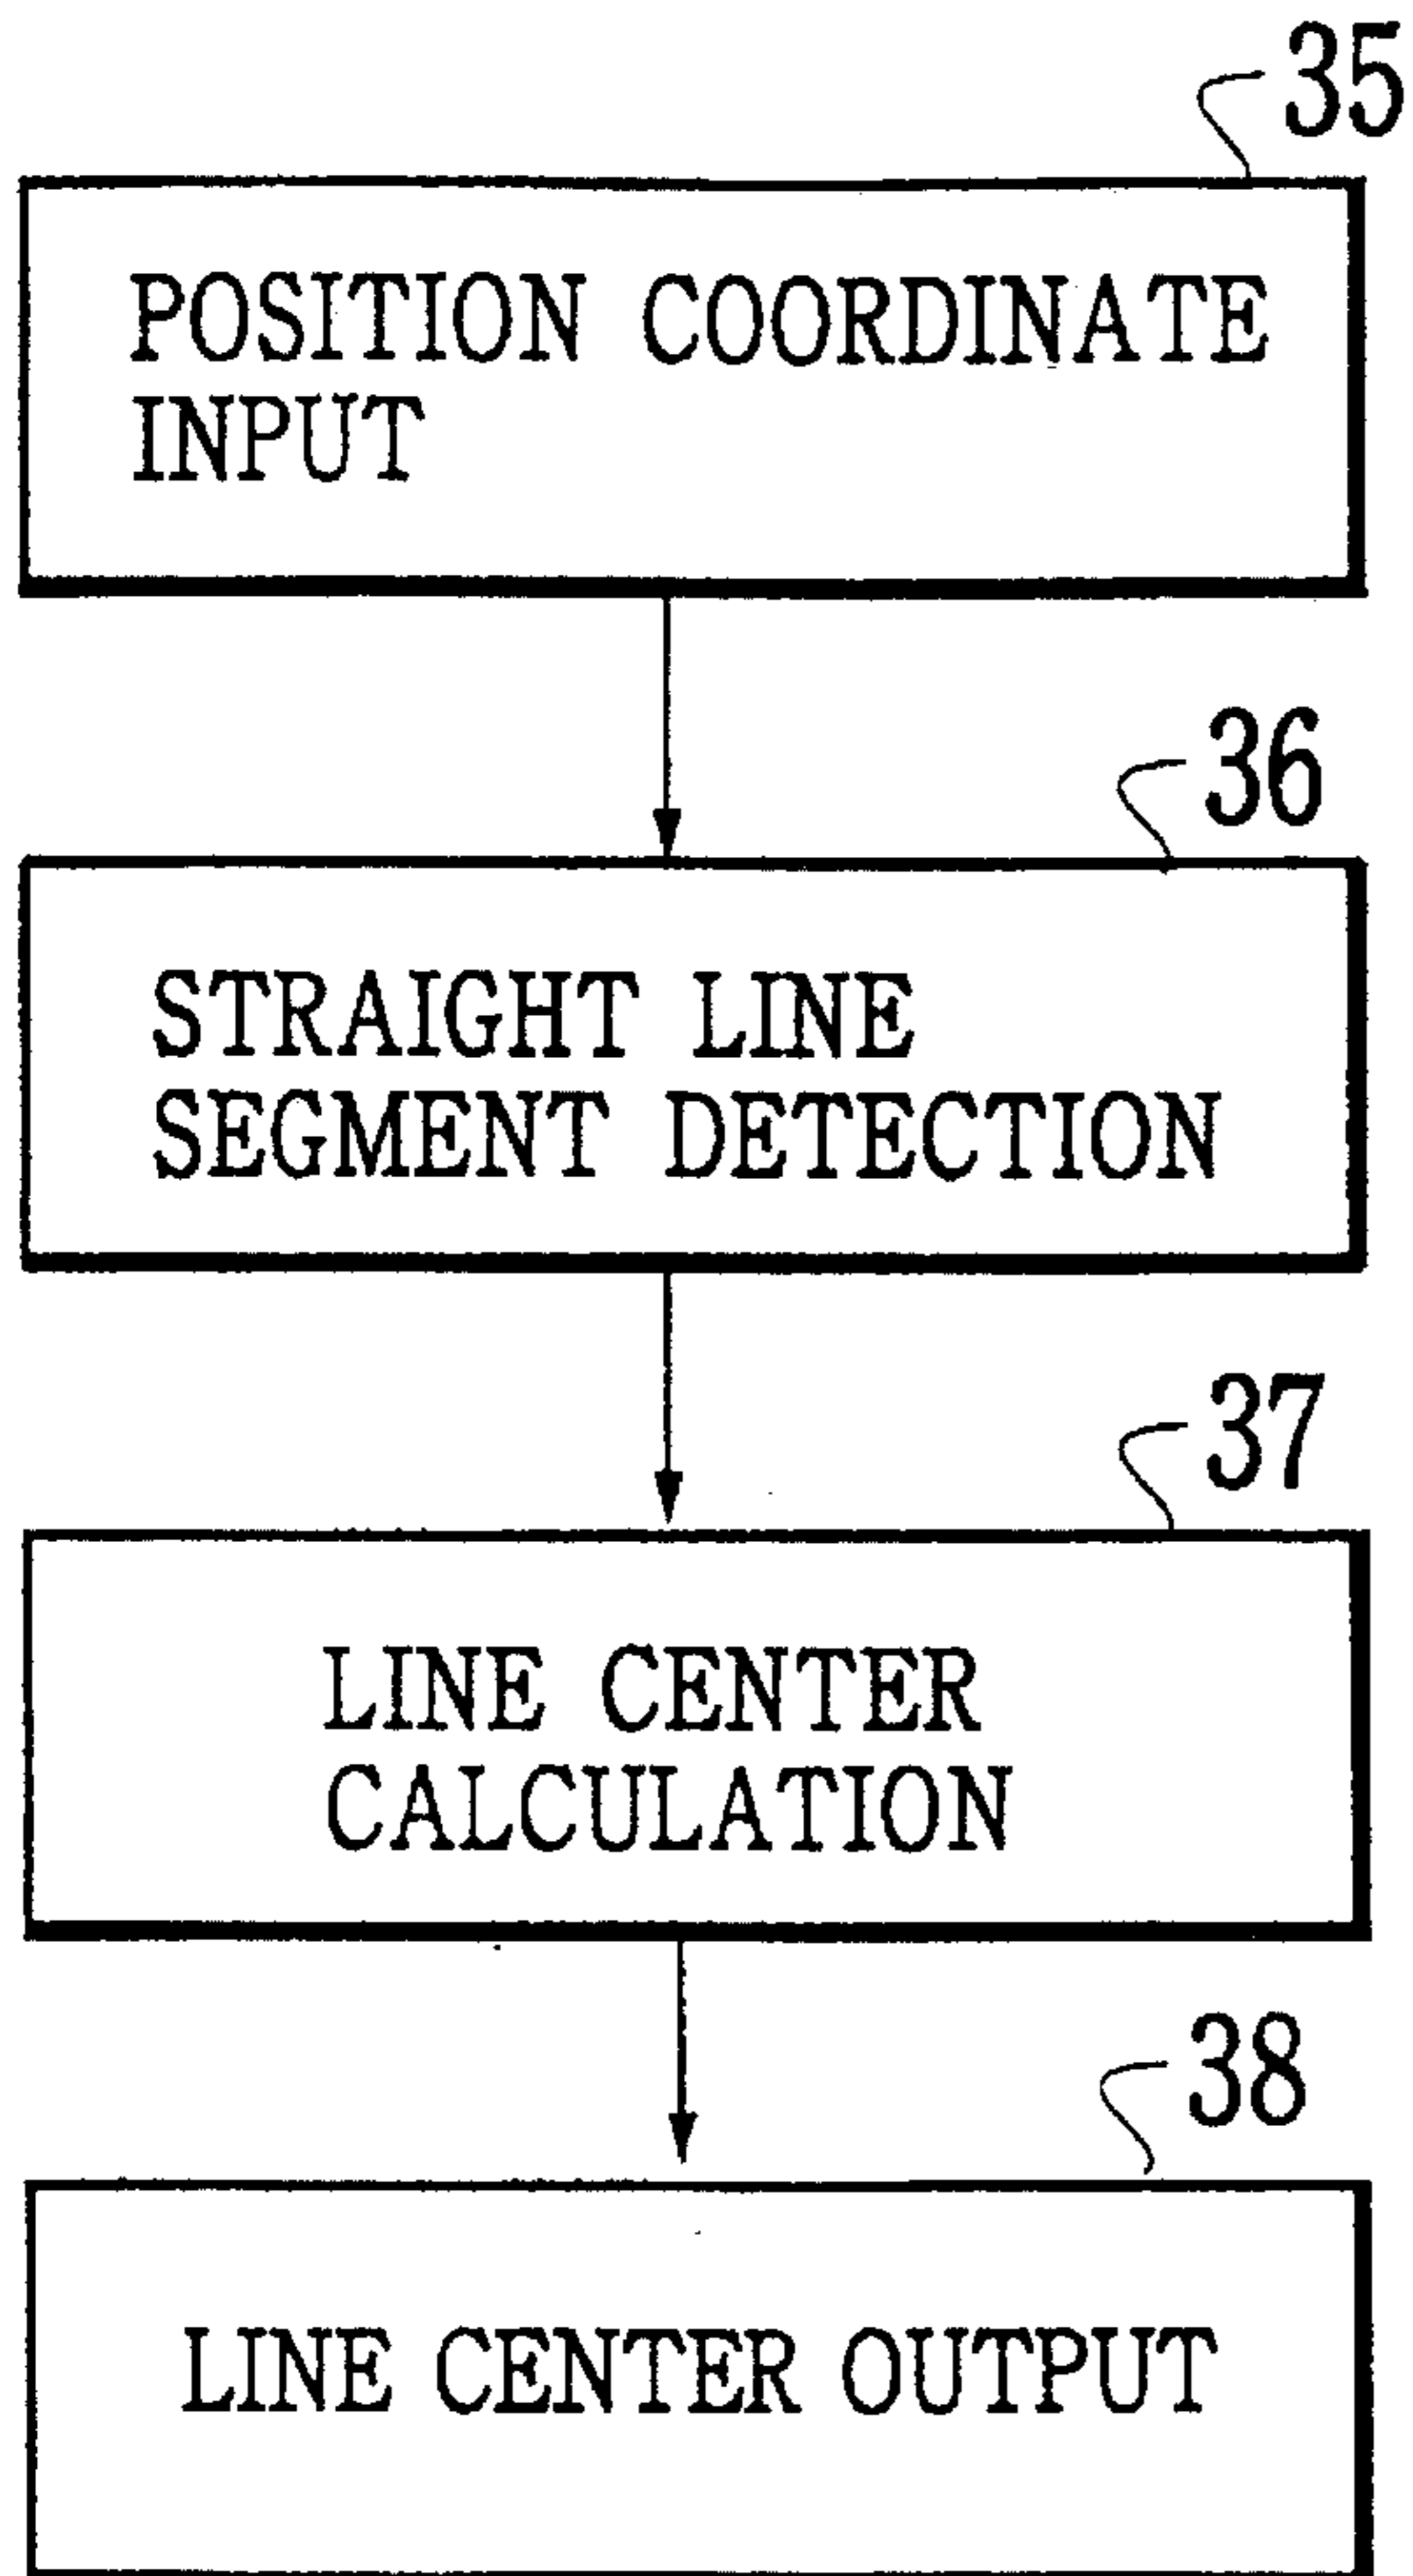 35
POSITION COORDINATE
INPUT
36
STRAIGHT LINE
SEGMENT DETECTION
37
LINE CENTER
CALCULATION
38
LINE CENTER OUTPUT